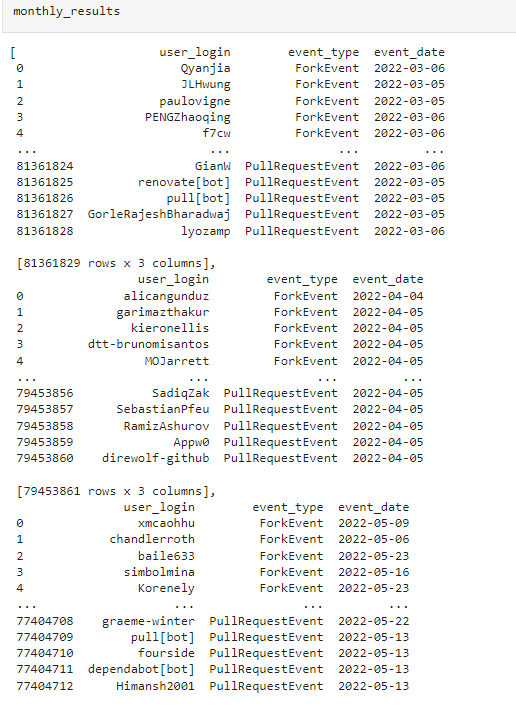 monthly_results
[ user_login event_type event_date
0 Qyanjia ForkEvent 2022-03-06
1 JLHwung ForkEvent 2022-03-05
2 paulovigne ForkEvent 2022-03-05
3 PENGZhaoqing ForkEvent 2022-03-06
4 f7cw ForkEvent 2022-03-06
... ... ... ...
81361824 GianW PullRequestEvent 2022-03-06
81361825 renovate[bot] PullRequestEvent 2022-03-05
81361826 pull[bot] PullRequestEvent 2022-03-05
81361827 GorleRajeshBharadwaj PullRequestEvent 2022-03-06
81361828 lyozamp PullRequestEvent 2022-03-06
[81361829 rows x 3 columns],
user_login event_type event_date
0 alicangunduz ForkEvent 2022-04-04
1 garimazthakur ForkEvent 2022-04-05
2 kieronellis ForkEvent 2022-04-05
3 dtt-brunomisantos ForkEvent 2022-04-05
4 MOJarrett ForkEvent 2022-04-05
... ... ... ...
79453856 SadiqZak PullRequestEvent 2022-04-05
79453857 SebastianPfeu PullRequestEvent 2022-04-05
79453858 RamizAshurov PullRequestEvent 2022-04-05
79453859 Appw0 PullRequestEvent 2022-04-05
79453860 direwolf-github PullRequestEvent 2022-04-05
[79453861 rows x 3 columns],
user_login event_type event_date
0 xmcaohhu ForkEvent 2022-05-09
1 chandlerroth ForkEvent 2022-05-06
2 baile633 ForkEvent 2022-05-23
3 simbolmina ForkEvent 2022-05-16
4 Korenely ForkEvent 2022-05-23
... ... ... ...
77404708 graeme-winter PullRequestEvent 2022-05-22
77404709 pull[bot] PullRequestEvent 2022-05-13
77404710 fourside PullRequestEvent 2022-05-13
77404711 dependabot[bot] PullRequestEvent 2022-05-13
77404712 Himansh2001 PullRequestEvent 2022-05-13